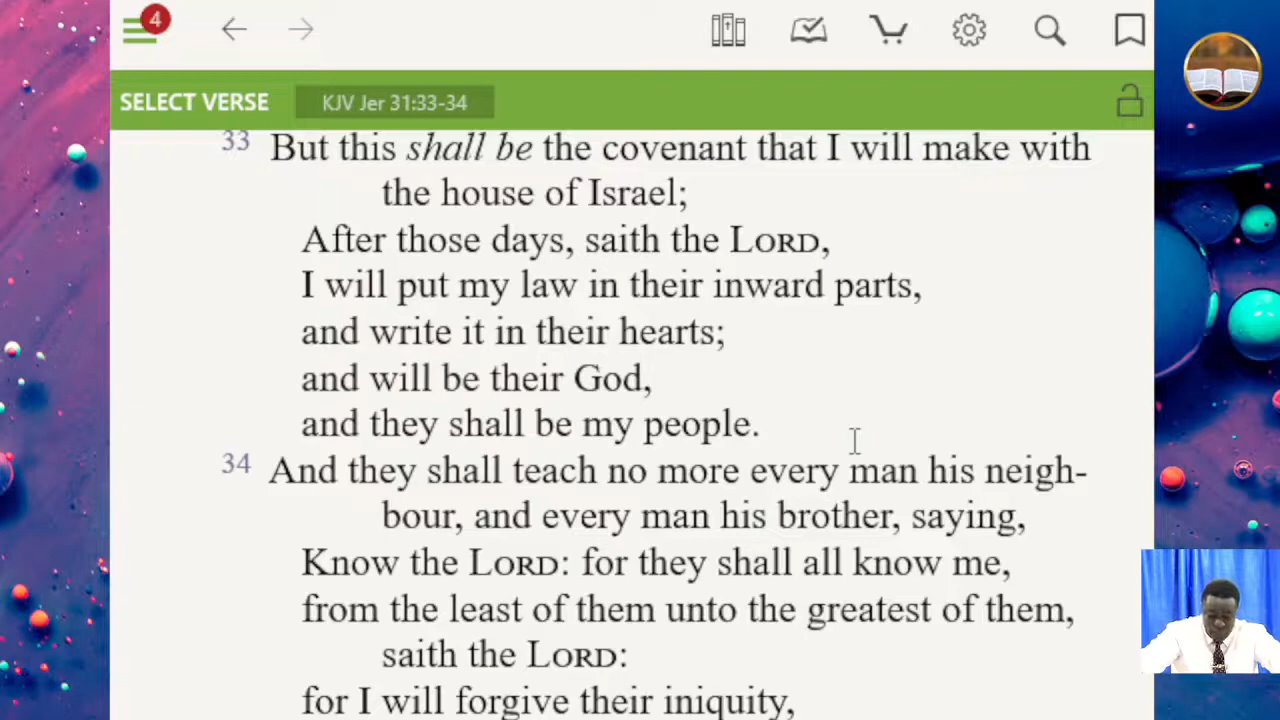 4
SELECT VERSE KJV Jer 31:33-34
33 But this shall be the covenant that I will make with
the house of Israel;
After those days, saith the LORD,
I will put my law in their inward parts,
and write it in their hearts;
and will be their God,
and they shall be my people.
34 And they shall teach no more every man his neigh-
bour, and every man his brother, saying,
Know the LORD: for they shall all know me,
from the least of them unto the greatest of them,
saith the LORD:
for I will forgive their iniquity,